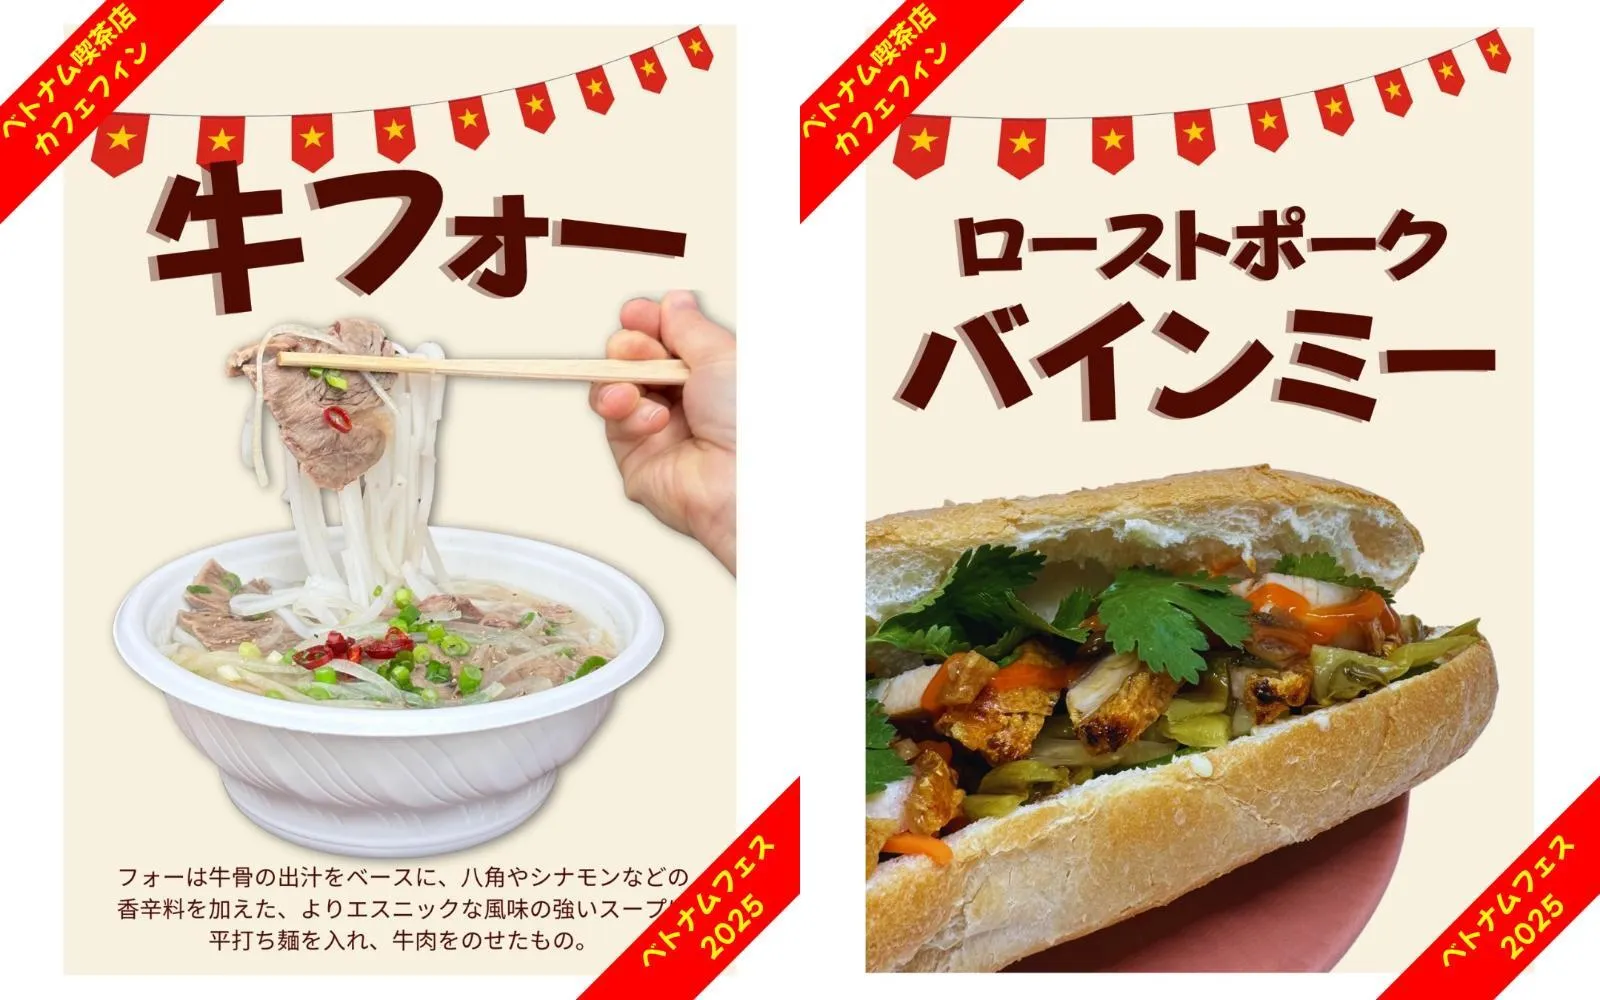 ベトナム喫茶店
カフェフィン
牛フォー
フォーは牛骨の出汁をベースに、八角やシナモンなどの
香辛料を加えた、よりエスニックな風味の強いスープ
平打ち麺を入れ、牛肉をのせたもの。
ベトナムフェス
2025
ベトナム喫茶店
カフェフィン
ローストポーク
バインミー
ベトナムフェス
2025